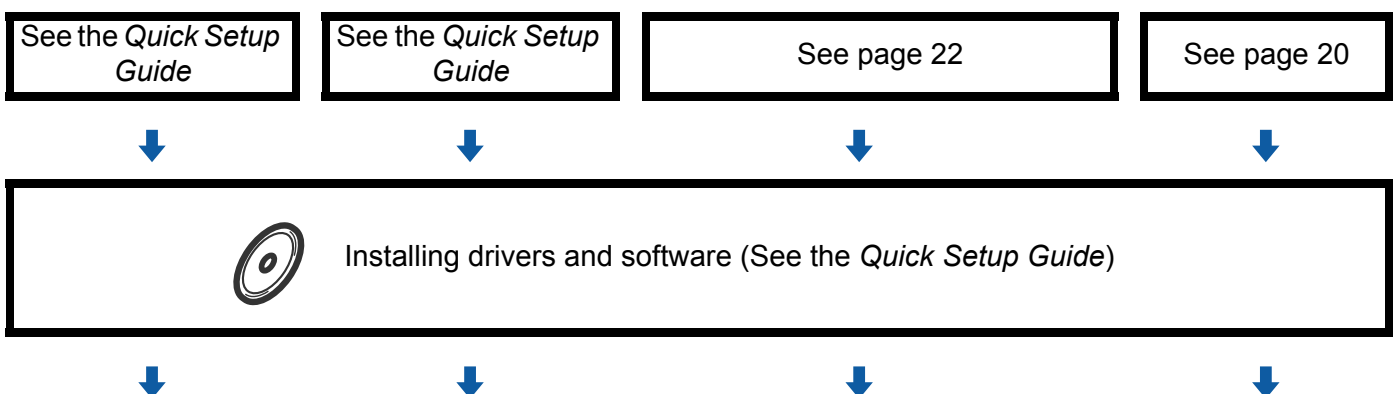 See the Quick Setup
Guide
See the Quick Setup
Guide
See page 22
See page 20
Installing drivers and software (See the Quick Setup Guide)